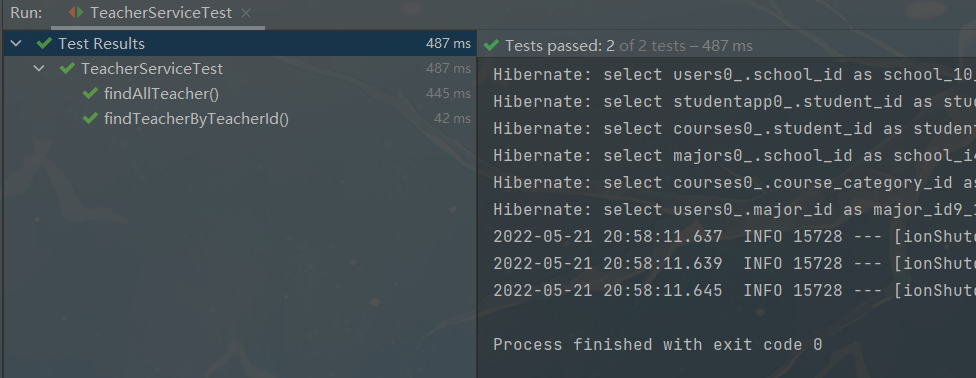 Run: TeacherServiceTest
Test Results 487 ms
TeacherServiceTest 487 ms
findAllTeacher() 445 ms
findTeacherByTeacherId() 42 ms
Tests passed: 2 of 2 tests – 487 ms
Hibernate: select users0_.school_id as school_10_
Hibernate: select studentapp0_.student_id as stu
Hibernate: select courses0_.student_id as student
Hibernate: select majors0_.school_id as school_i4
Hibernate: select courses0_.course_category_id as
Hibernate: select users0_.major_id as major_id9_
2022-05-21 20:58:11.637 INFO 15728 --- [ionShut
2022-05-21 20:58:11.639 INFO 15728 --- [ionShut
2022-05-21 20:58:11.645 INFO 15728 --- [ionShut
Process finished with exit code 0